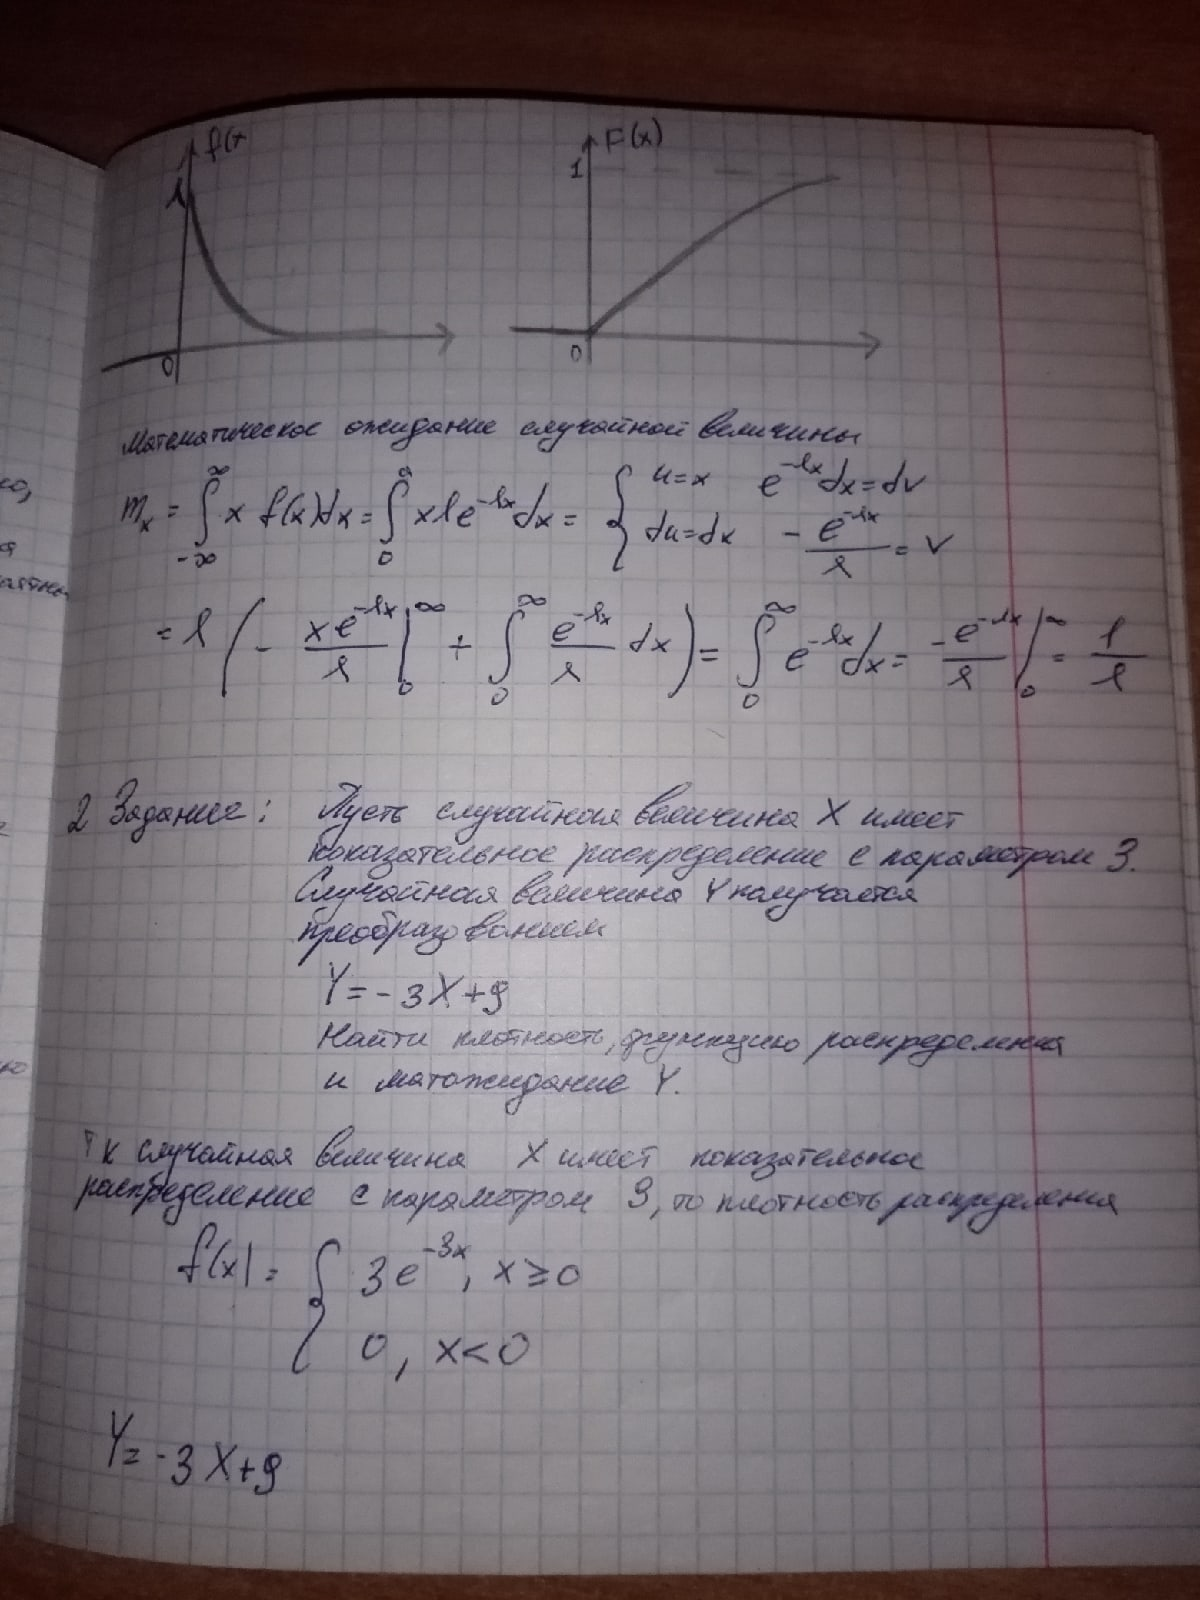 f(x
F(x)
1
0
0
Математическое ожидание случайной величины
mₓ = ∫_{-∞}^{∞} x f(x)dx = ∫_0 xλe^{-λx}dx = { u=x e^{-λx}dx=dv
du=dx -e^{-λx}/λ = v
= λ ( - xe^{-λx}/λ |_0^∞ + ∫_0^∞ e^{-λx}/λ dx ) = ∫_0^∞ e^{-λx}dx = -e^{-λx}/λ |_0^∞ = 1/λ
2 Задание: Пусть случайная величина X имеет
показательное распределение с параметром 3.
Случайная величина Y получается
преобразованием
Y = -3X+9
Найти плотность, функцию распределения
и матожидание Y.
Тк случайная величина X имеет показательное
распределение с параметром 3, то плотность распределения
f(x) = { 3e^{-3x}, x ≥ 0
0, x<0
Y = -3X+9